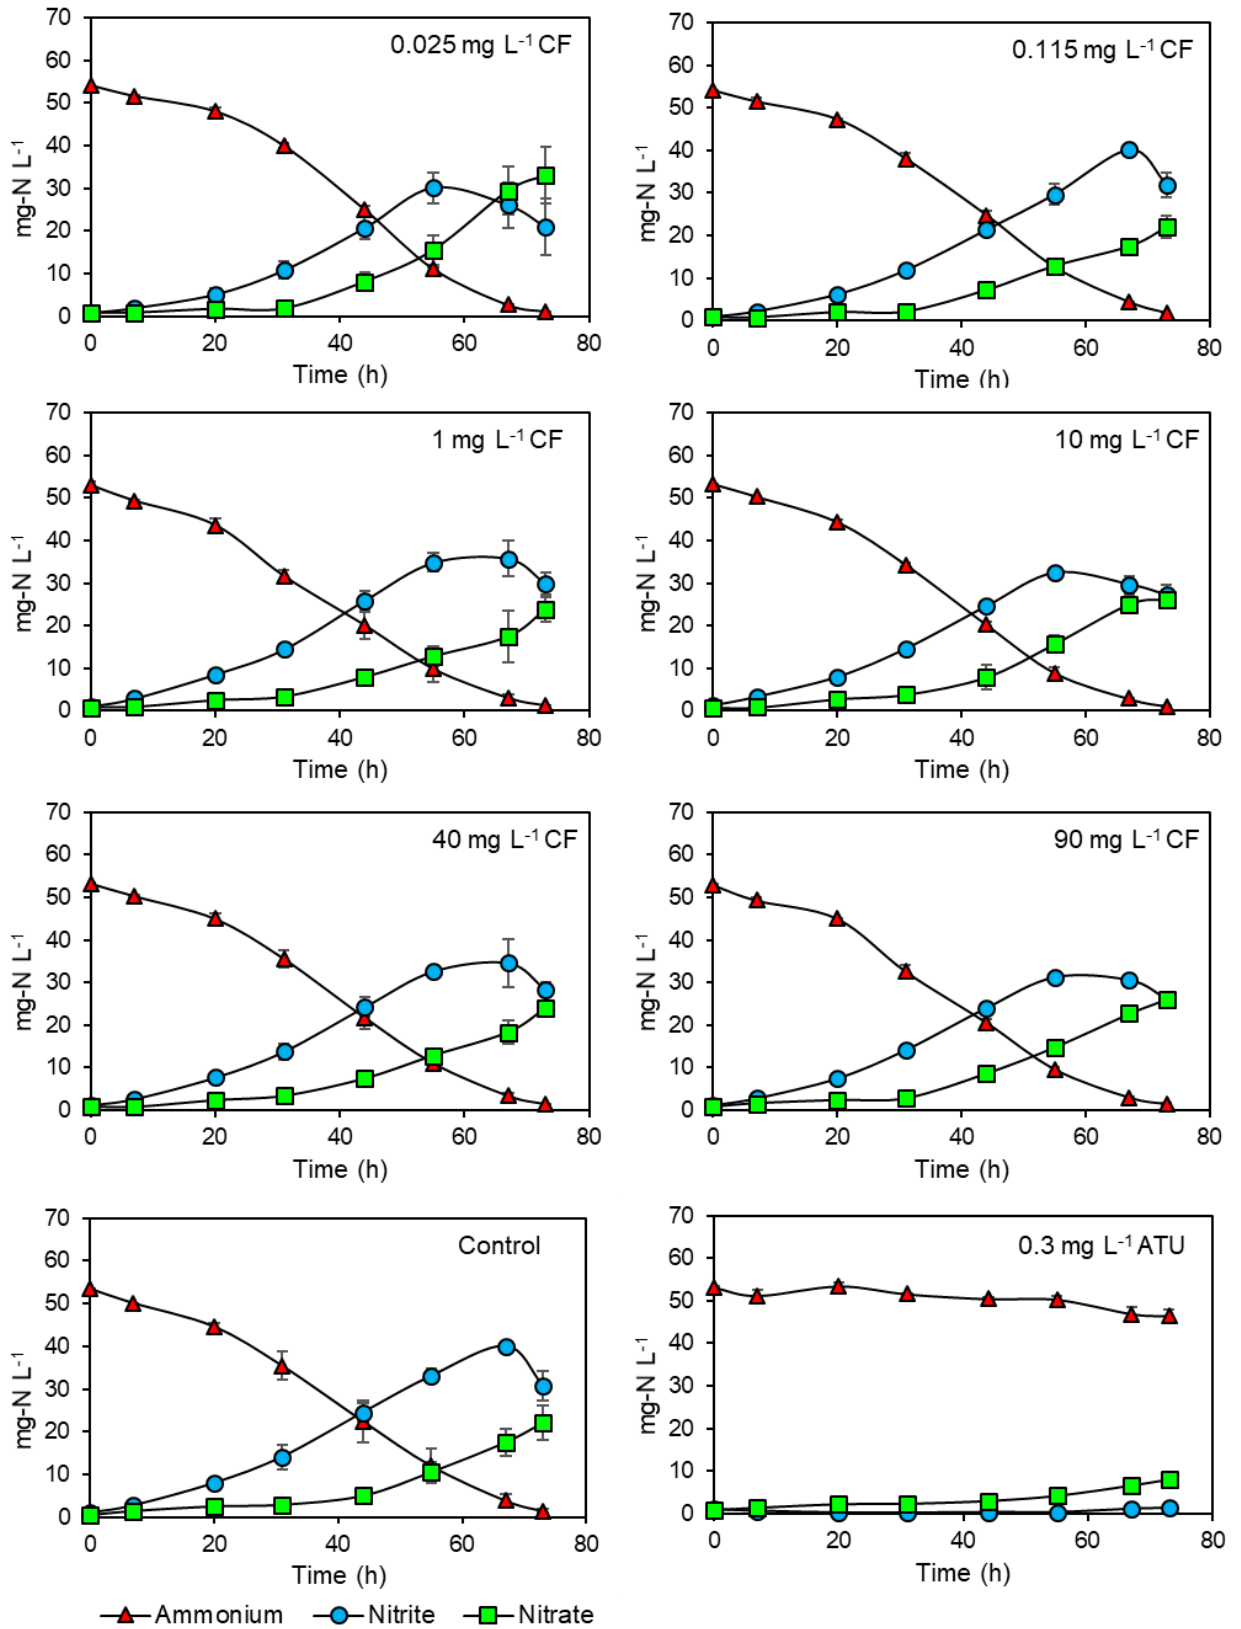 0.025 mg L⁻¹ CF
mg-N L⁻¹
70
60
50
40
30
20
10
0
0 20 40 60 80
Time (h)
0.115 mg L⁻¹ CF
mg-N L⁻¹
70
60
50
40
30
20
10
0
0 20 40 60 80
Time (h)
1 mg L⁻¹ CF
mg-N L⁻¹
70
60
50
40
30
20
10
0
0 20 40 60 80
Time (h)
10 mg L⁻¹ CF
mg-N L⁻¹
70
60
50
40
30
20
10
0
0 20 40 60 80
Time (h)
40 mg L⁻¹ CF
mg-N L⁻¹
70
60
50
40
30
20
10
0
0 20 40 60 80
Time (h)
90 mg L⁻¹ CF
mg-N L⁻¹
70
60
50
40
30
20
10
0
0 20 40 60 80
Time (h)
Control
mg-N L⁻¹
70
60
50
40
30
20
10
0
0 20 40 60 80
Time (h)
0.3 mg L⁻¹ ATU
mg-N L⁻¹
70
60
50
40
30
20
10
0
0 20 40 60 80
Time (h)
Ammonium Nitrite Nitrate